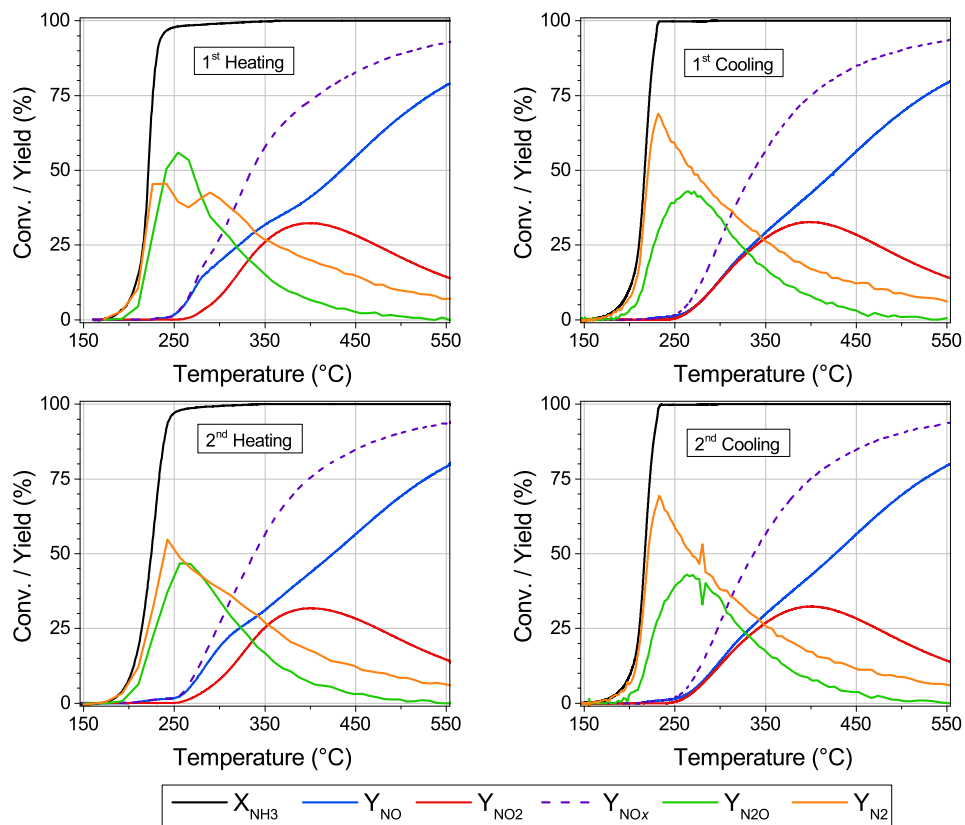 1st Heating
Conv. / Yield (%)
100
75
50
25
0
150 250 350 450 550
Temperature (°C)
1st Cooling
Conv. / Yield (%)
100
75
50
25
0
150 250 350 450 550
Temperature (°C)
2nd Heating
Conv. / Yield (%)
100
75
50
25
0
150 250 350 450 550
Temperature (°C)
2nd Cooling
Conv. / Yield (%)
100
75
50
25
0
150 250 350 450 550
Temperature (°C)
XNH3 YNO YNO2 YNOx YN2O YN2